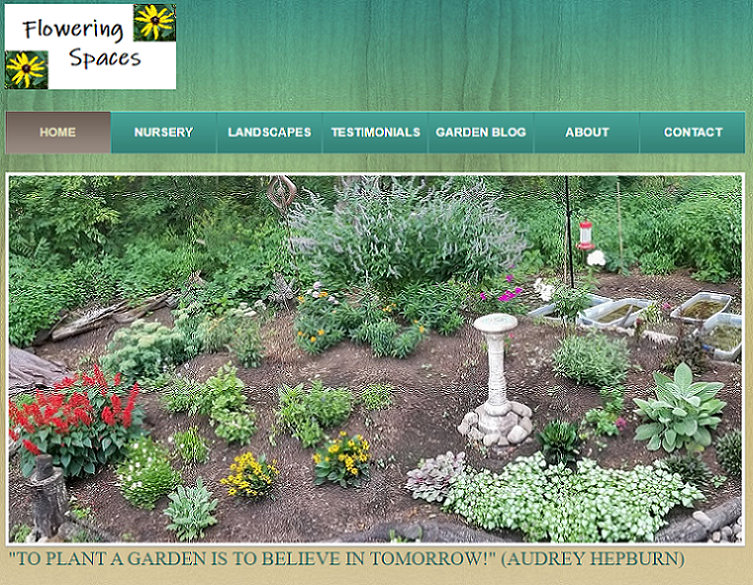 Flowering
Spaces
HOME NURSERY LANDSCAPES TESTIMONIALS GARDEN BLOG ABOUT CONTACT
"TO PLANT A GARDEN IS TO BELIEVE IN TOMORROW!" (AUDREY HEPBURN)